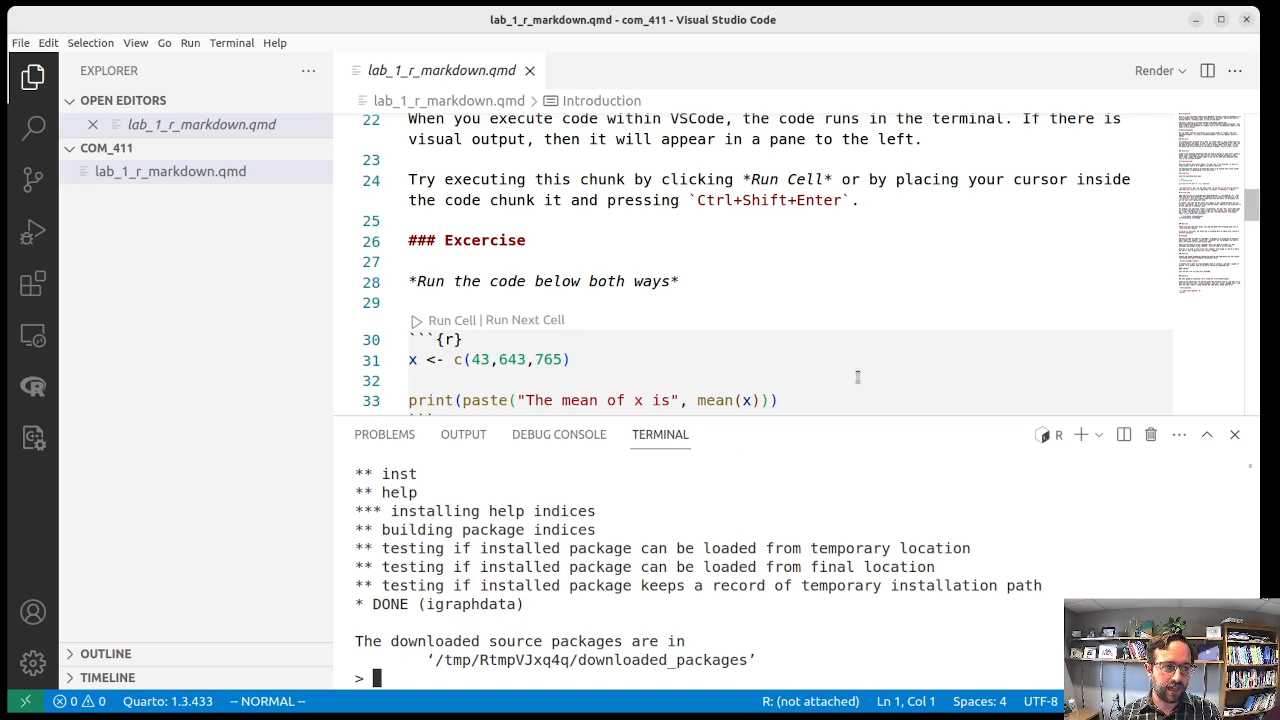 lab_1_r_markdown.qmd - com_411 - Visual Studio Code
File Edit Selection View Go Run Terminal Help
EXPLORER
OPEN EDITORS
lab_1_r_markdown.qmd
COM_411
lab_1_r_markdown.qmd
OUTLINE
TIMELINE
lab_1_r_markdown.qmd
Render
lab_1_r_markdown.qmd > Introduction
22 When you execute code within VSCode, the code runs in the terminal. If there is
visual output, then it will appear in a pane to the left.
23
24 Try executing this chunk by clicking *Run Cell* or by placing your cursor inside
the code chunk it and pressing `Ctrl+Shift+Enter`.
25
26 ### Excercise
27
28 *Run the code below both ways*
29
Run Cell | Run Next Cell
30 ```{r}
31 x <- c(43,643,765)
32
33 print(paste("The mean of x is", mean(x)))
PROBLEMS OUTPUT DEBUG CONSOLE TERMINAL
R
** inst
** help
*** installing help indices
** building package indices
** testing if installed package can be loaded from temporary location
** testing if installed package can be loaded from final location
** testing if installed package keeps a record of temporary installation path
* DONE (igraphdata)
The downloaded source packages are in
‘/tmp/RtmpVJxq4q/downloaded_packages’
>
0 0 Quarto: 1.3.433 -- NORMAL -- R: (not attached) Ln 1, Col 1 Spaces: 4 UTF-8